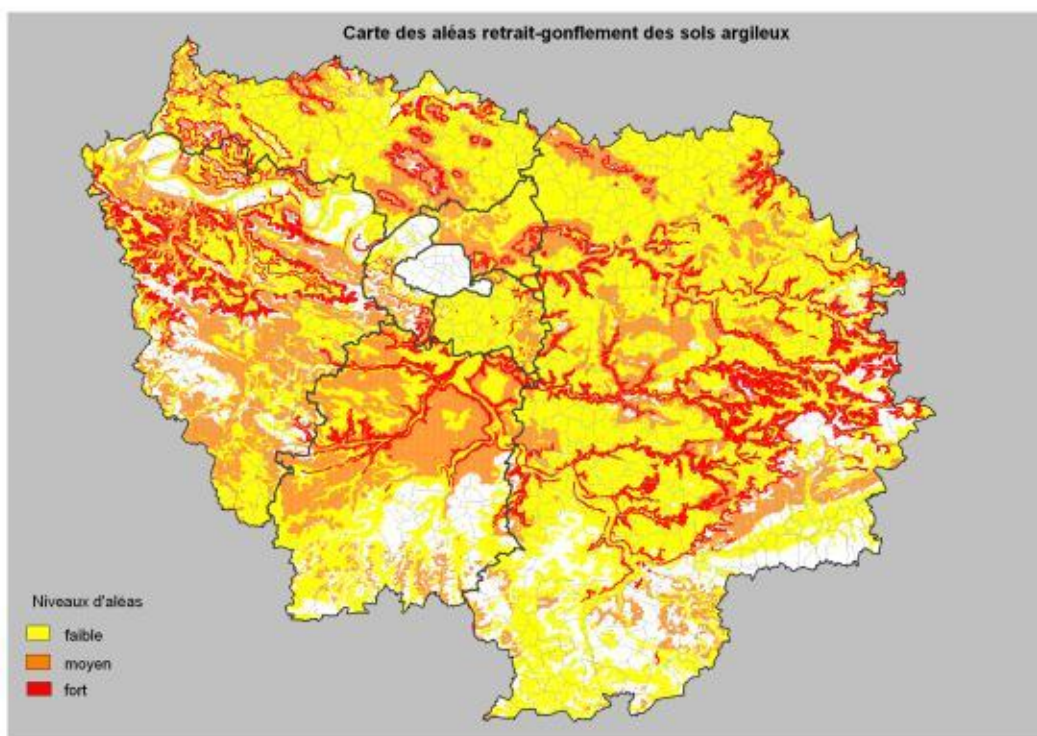 Carte des aléas retrait-gonflement des sols argileux
Niveaux d'aléas
faible
moyen
fort